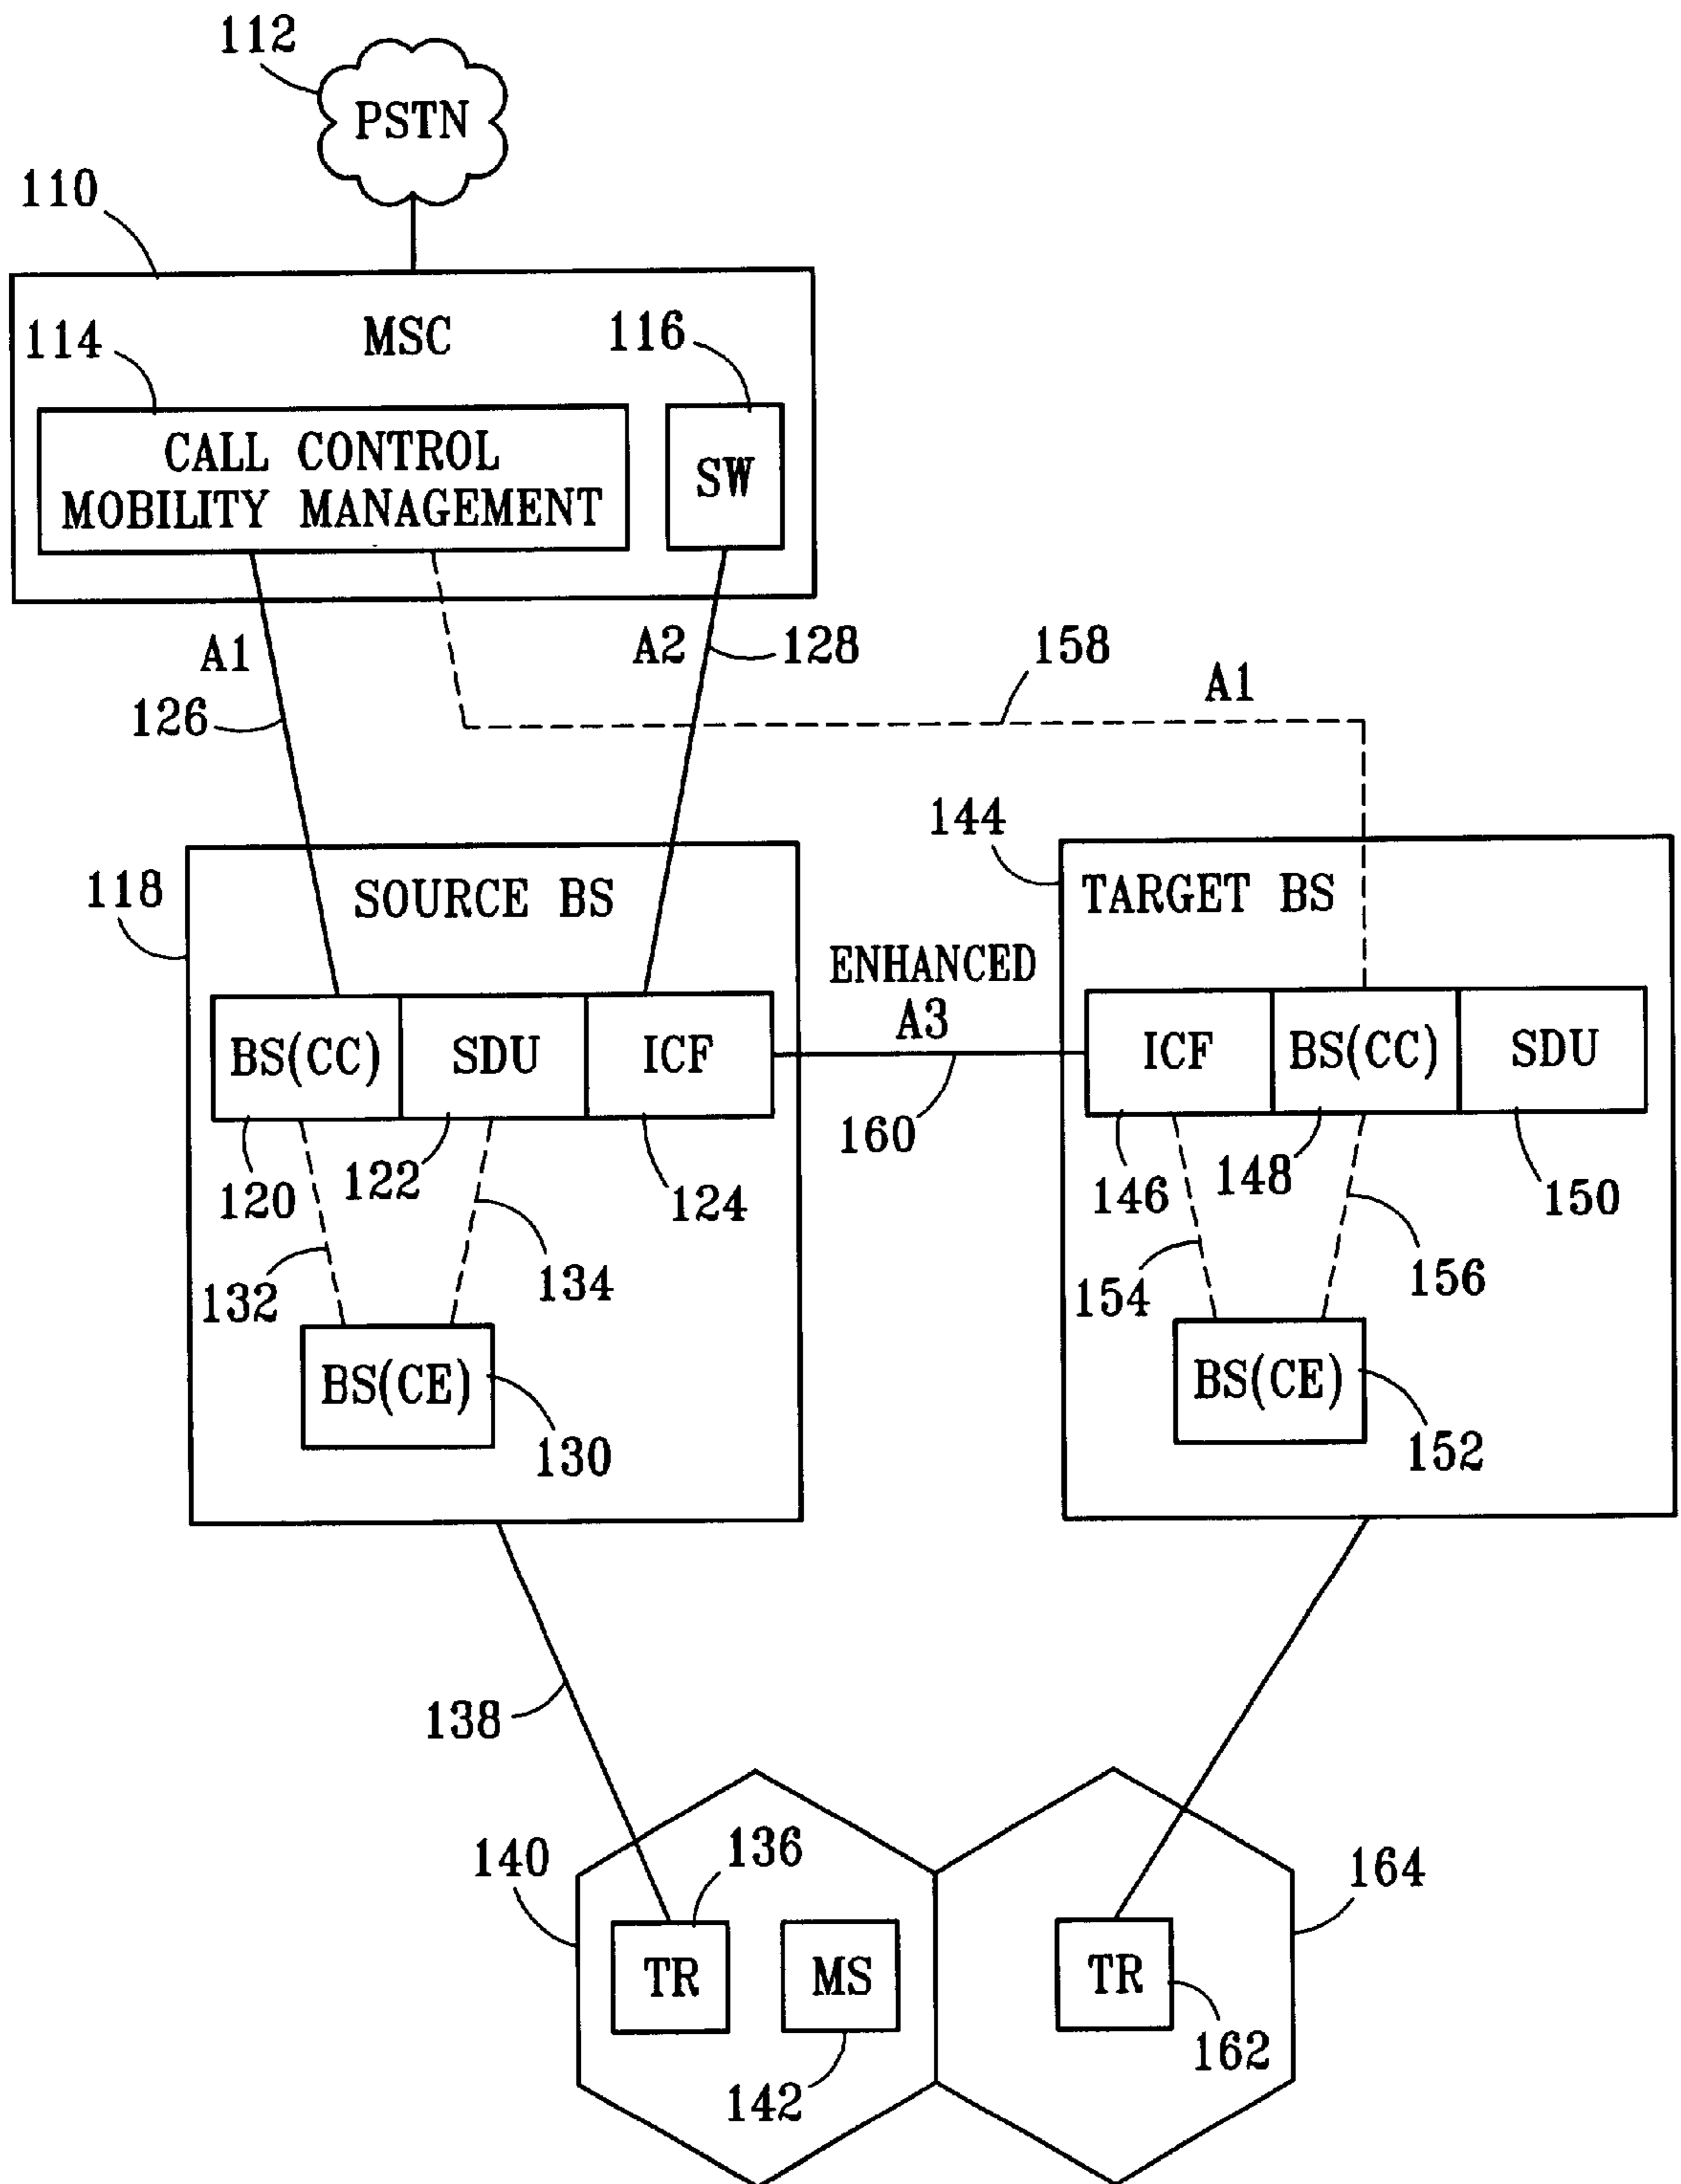 112
PSTN
110
MSC
114
116
CALL CONTROL
MOBILITY MANAGEMENT
SW
A1
A2
128
158
A1
126
144
118
SOURCE BS
TARGET BS
ENHANCED
A3
BS(CC)
SDU
ICF
ICF
BS(CC)
SDU
160
120
122
124
146
148
150
132
134
154
156
BS(CE)
BS(CE)
130
152
138
140
136
164
TR
MS
TR
142
162